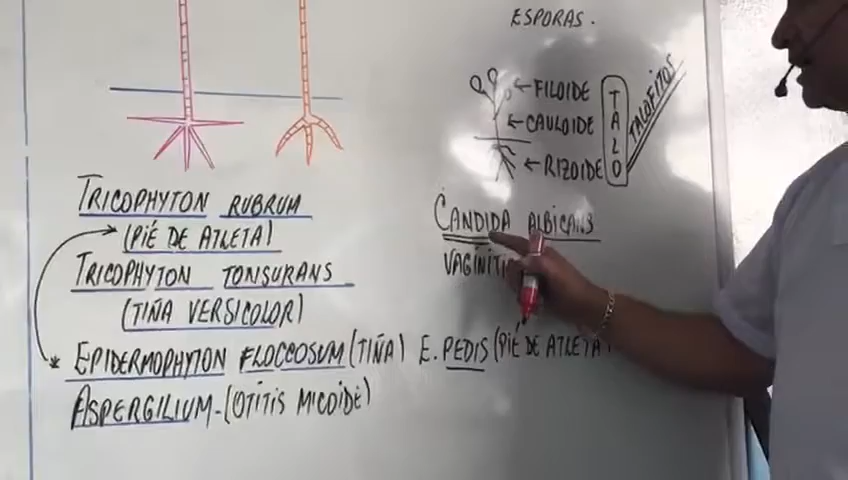 ESPORAS.
FILOIDE
CAULOIDE
RIZOIDE
TALO
TALOFITOS
TRICOPHYTON RUBRUM
(PIÉ DE ATLETA)
TRICOPHYTON TONSURANS
(TIÑA VERSICOLOR)
EPIDERMOPHYTON FLOCCOSUM (TIÑA) E. PEDIS (PIÉ DE ATLETA)
ASPERGILIUM-(OTITIS MICOIDE)
CANDIDA ALBICANS